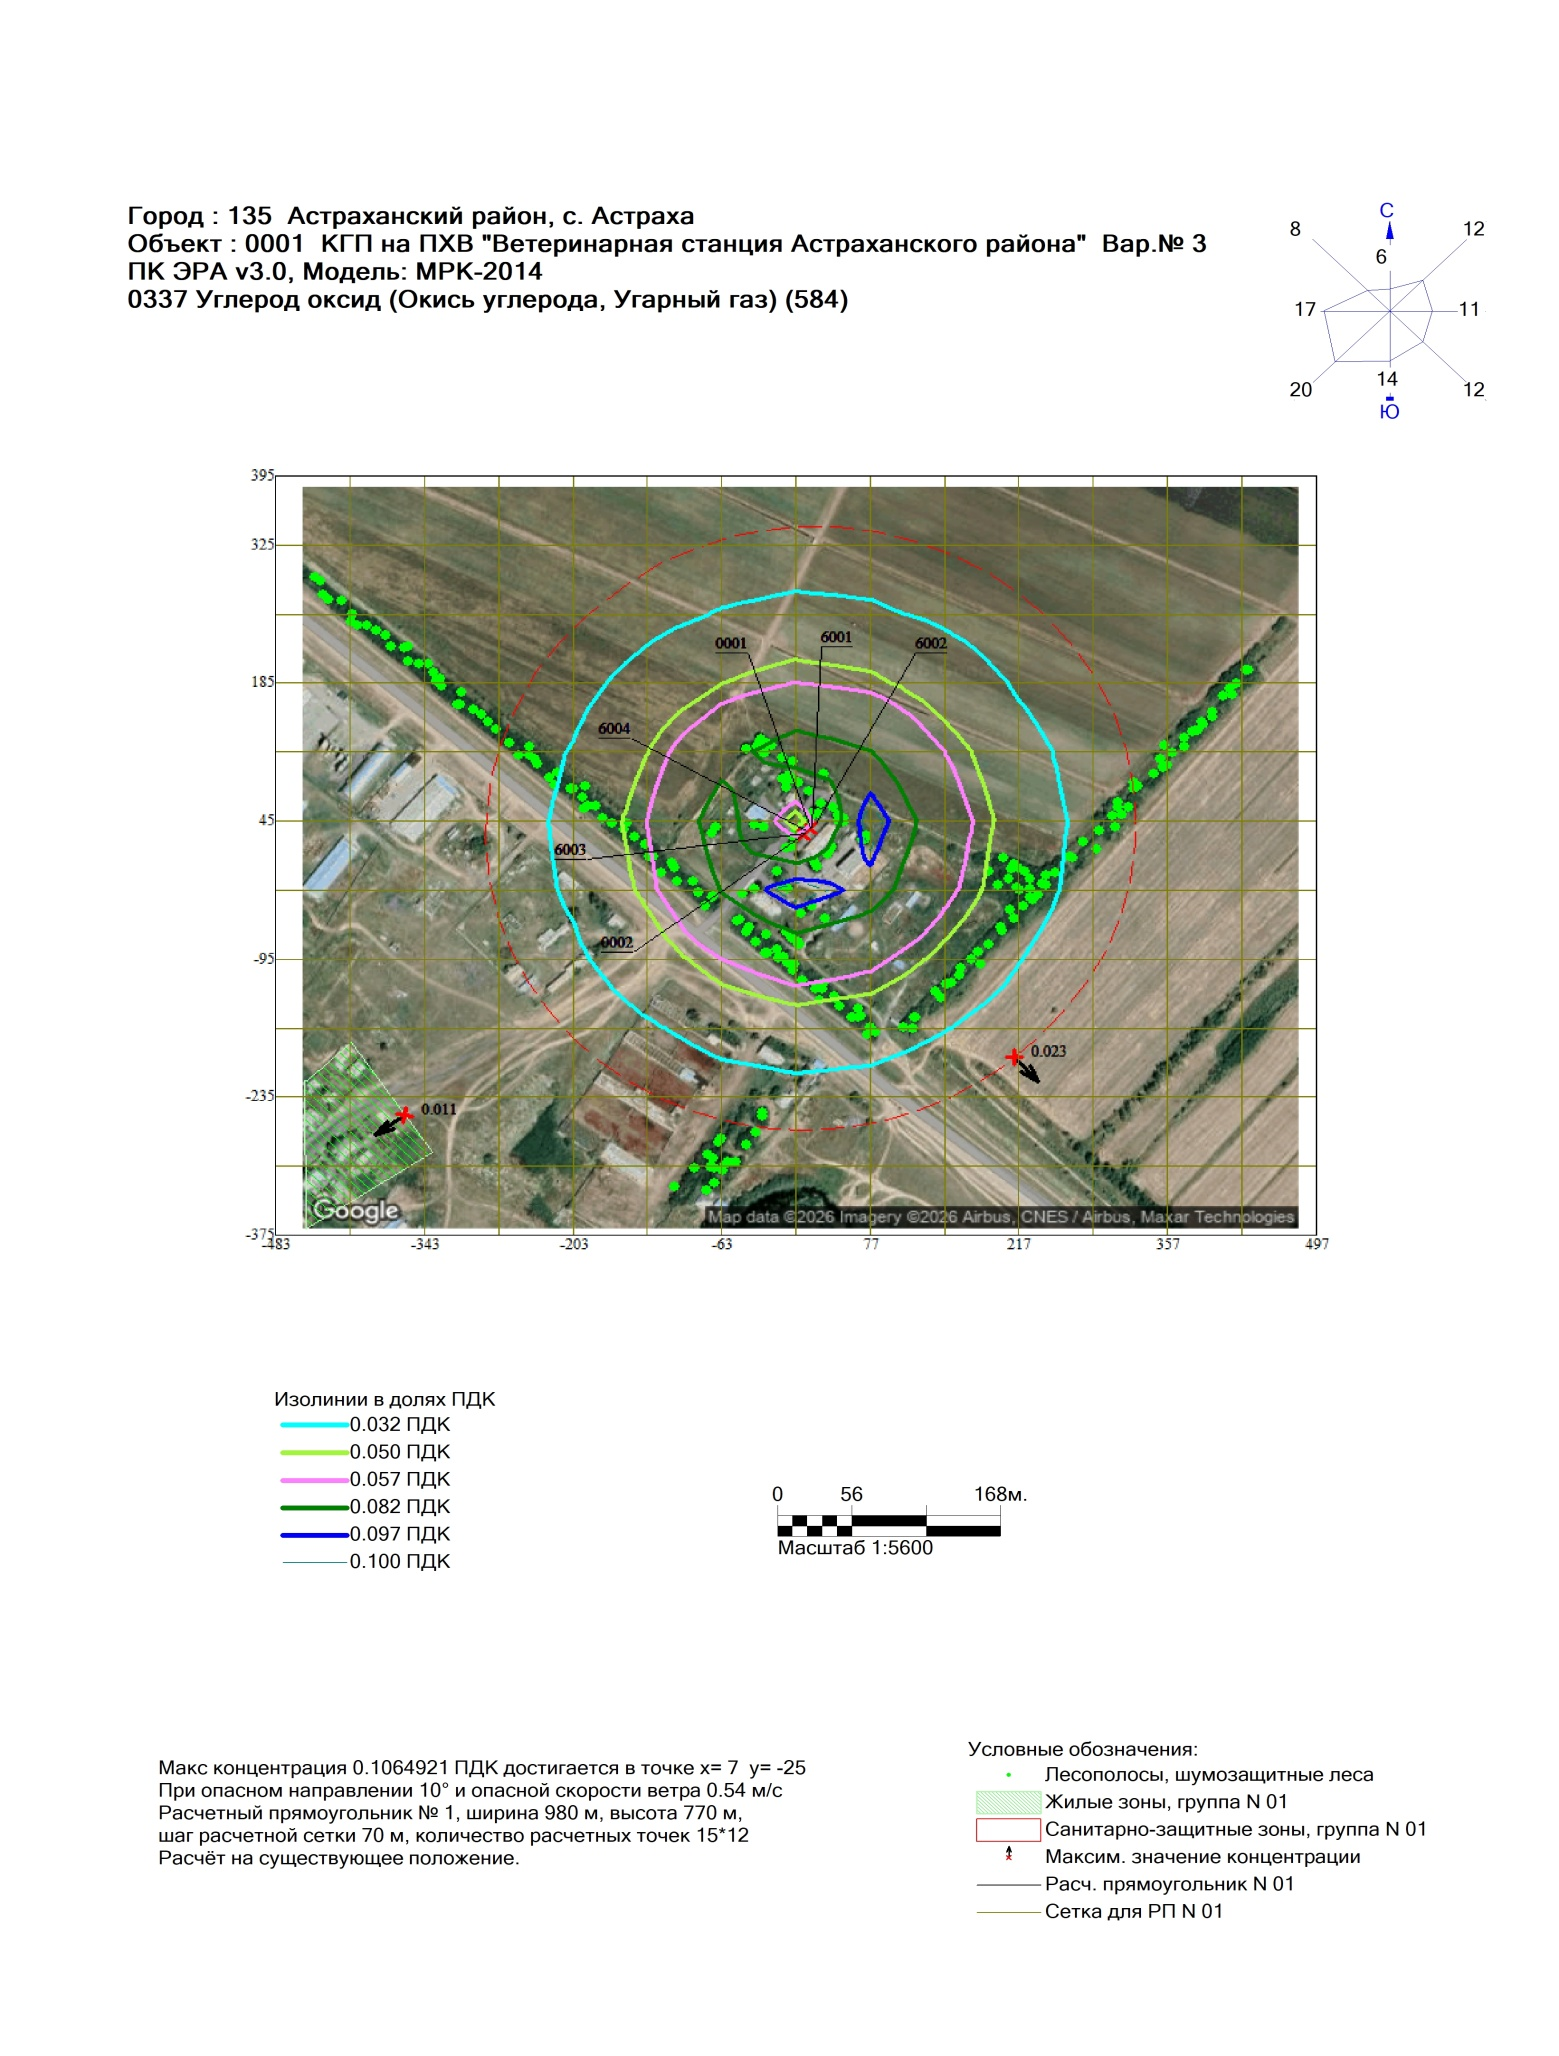 Город : 135  Астраханский район, с. Астраха
Объект : 0001  КГП на ПХВ "Ветеринарная станция Астраханского района"  Вар.№ 3
ПК ЭРА v3.0, Модель: МРК-2014
0337 Углерод оксид (Окись углерода, Угарный газ) (584)
С
8
12
6
17
11
20
14
12
Ю
395
325
185
45
-95
-235
-375
0001
6001
6002
6004
6003
0002
0.023
0.011
Google
Map data ©2026 Imagery ©2026 Airbus, CNES / Airbus, Maxar Technologies
-483
-343
-203
-63
77
217
357
497
Изолинии в долях ПДК
0.032 ПДК
0.050 ПДК
0.057 ПДК
0.082 ПДК
0.097 ПДК
0.100 ПДК
0 56 168м.
Масштаб 1:5600
Макс концентрация 0.1064921 ПДК достигается в точке x= 7  y= -25
При опасном направлении 10° и опасной скорости ветра 0.54 м/с
Расчетный прямоугольник № 1, ширина 980 м, высота 770 м,
шаг расчетной сетки 70 м, количество расчетных точек 15*12
Расчёт на существующее положение.
Условные обозначения:
Лесополосы, шумозащитные леса
Жилые зоны, группа N 01
Санитарно-защитные зоны, группа N 01
Максим. значение концентрации
Расч. прямоугольник N 01
Сетка для РП N 01